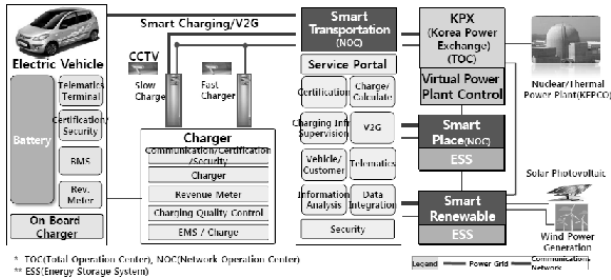 Smart Charging/V2G
Electric Vehicle
Battery
Telematics
Terminal
Certification/
Security
BMS
Rev.
Meter
On Board
Charger
CCTV
Slow
Charge
Fast
Charger
Charger
Communication/Certification
/Security
Charger
Revenue Meter
Charging Quality Control
EMS / Charge
Smart
Transportation
(NOC)
Service Portal
Certification
Charge/
Calculate
Charging Infr
Supervision
V2G
Vehicle/
Customer
Telematics
Information
Analysis
Data
Integration
Security
KPX
(Korea Power
Exchange)
(TOC)
Virtual Power
Plant Control
Smart
Place(NOC)
ESS
Smart
Renewable
ESS
Nuclear/Thermal
Power Plant(KEPCO)
Solar Photovoltaic
Wind Power
Generation
* TOC(Total Operation Center), NOC(Network Operation Center)
** ESS(Energy Storage System)
Legend
Power Grid
Communications
Network